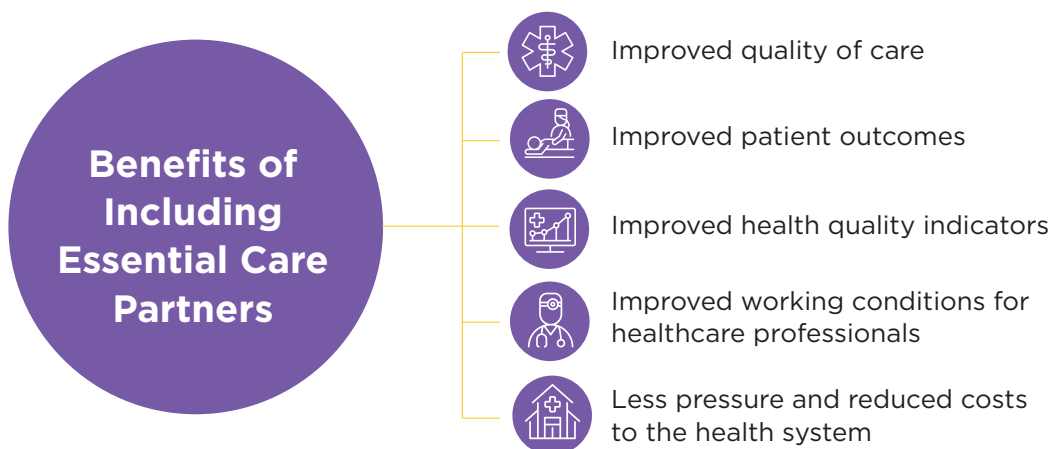 Benefits of
Including
Essential Care
Partners
Improved quality of care
Improved patient outcomes
Improved health quality indicators
Improved working conditions for
healthcare professionals
Less pressure and reduced costs
to the health system